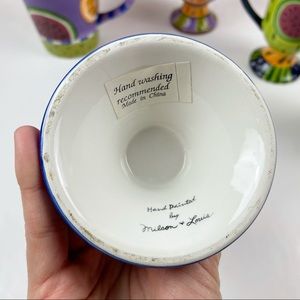 Hand washing
recommended
Made in China
Hand Painted
by
Milson & Louis